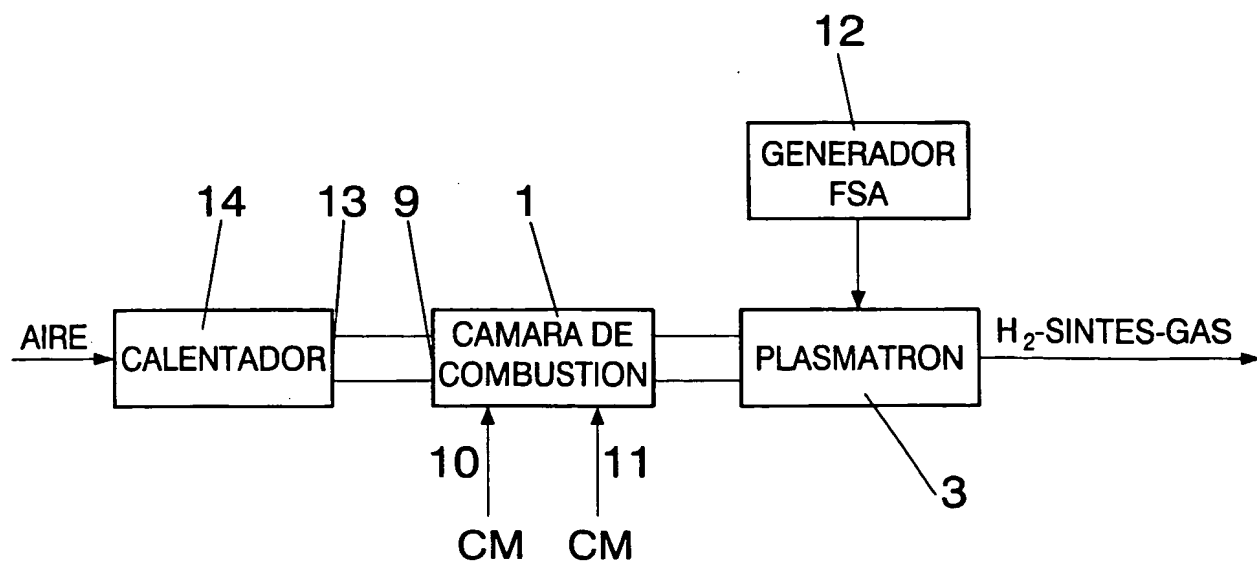 12
GENERADOR
FSA
14
13
9
1
AIRE
CALENTADOR
CAMARA DE
COMBUSTION
PLASMATRON
H2-SINTES-GAS
10
11
3
CM
CM